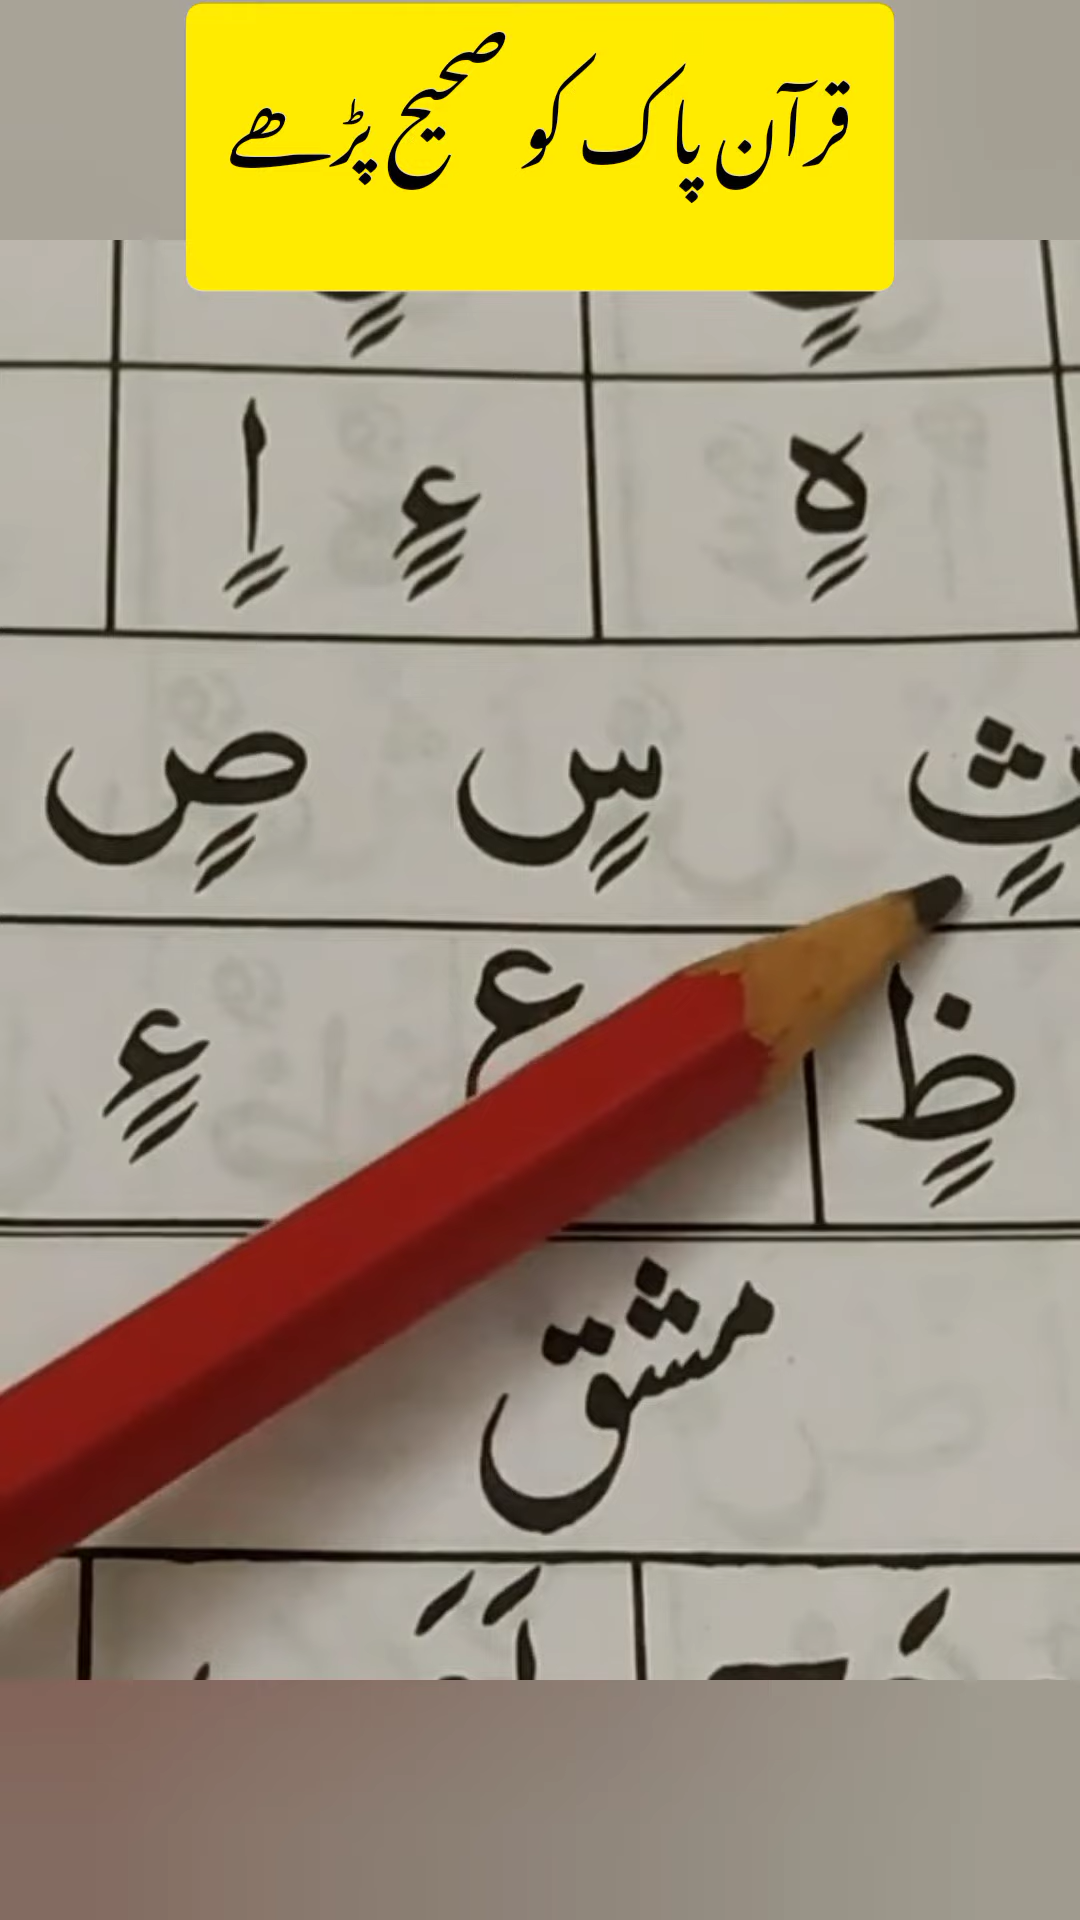 قرآن پاک کو صحیح پڑھے
ہٍ ءٍ اٍ
ثٍ سٍ صٍ
ظٍ ءٍ
مشق